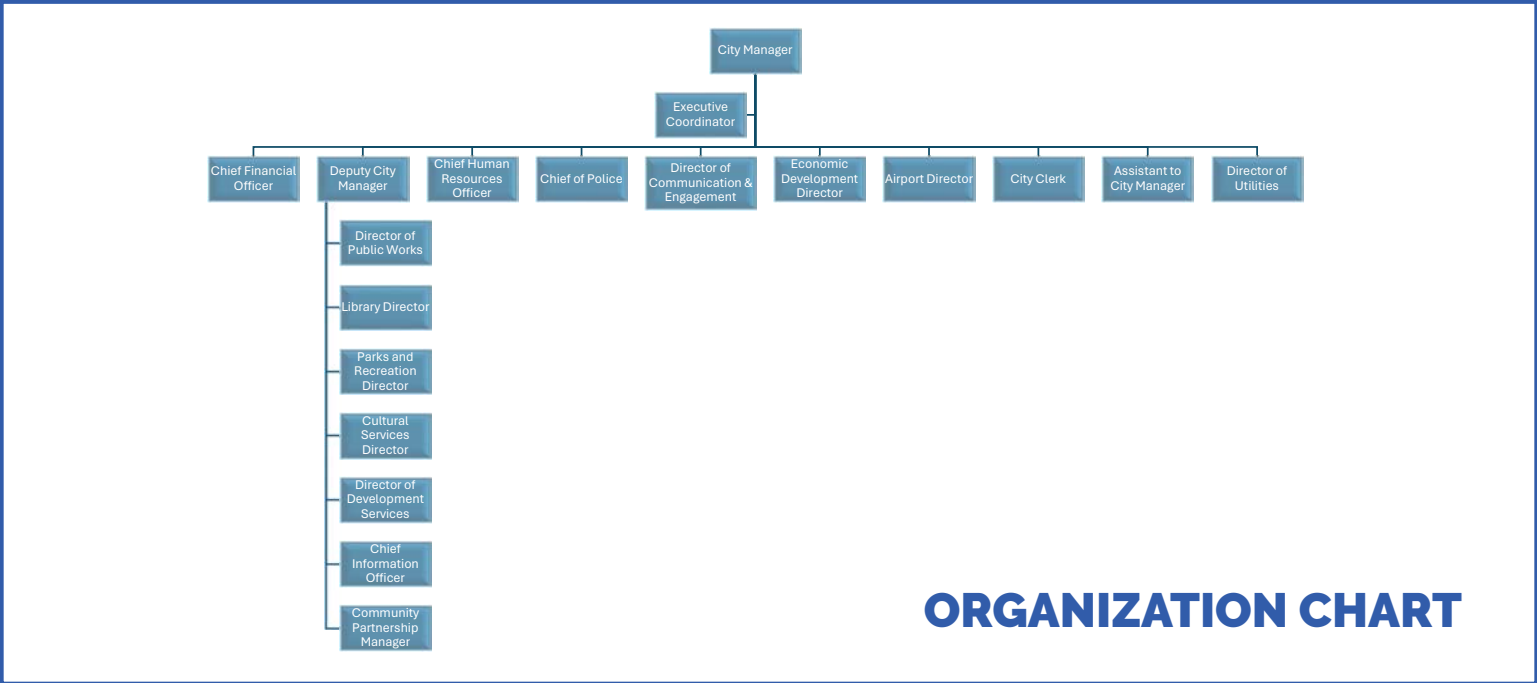 City Manager
Executive
Coordinator
Chief Financial
Officer
Deputy City
Manager
Chief Human
Resources
Officer
Chief of Police
Director of
Communication &
Engagement
Economic
Development
Director
Airport Director
City Clerk
Assistant to
City Manager
Director of
Utilities
Director of
Public Works
Library Director
Parks and
Recreation
Director
Cultural
Services
Director
Director of
Development
Services
Chief
Information
Officer
Community
Partnership
Manager
ORGANIZATION CHART